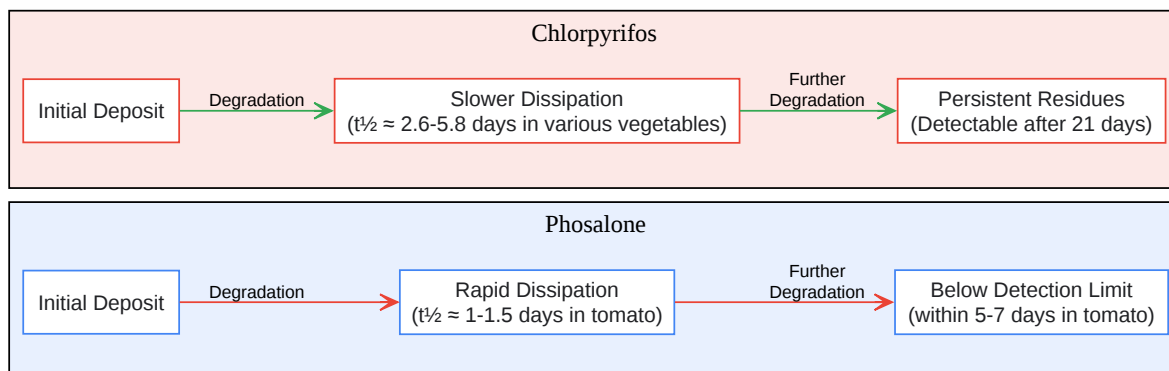 Chlorpyrifos
Initial Deposit
Degradation
Slower Dissipation
(t½ ≈ 2.6-5.8 days in various vegetables)
Further
Degradation
Persistent Residues
(Detectable after 21 days)
Phosalone
Initial Deposit
Degradation
Rapid Dissipation
(t½ ≈ 1-1.5 days in tomato)
Further
Degradation
Below Detection Limit
(within 5-7 days in tomato)